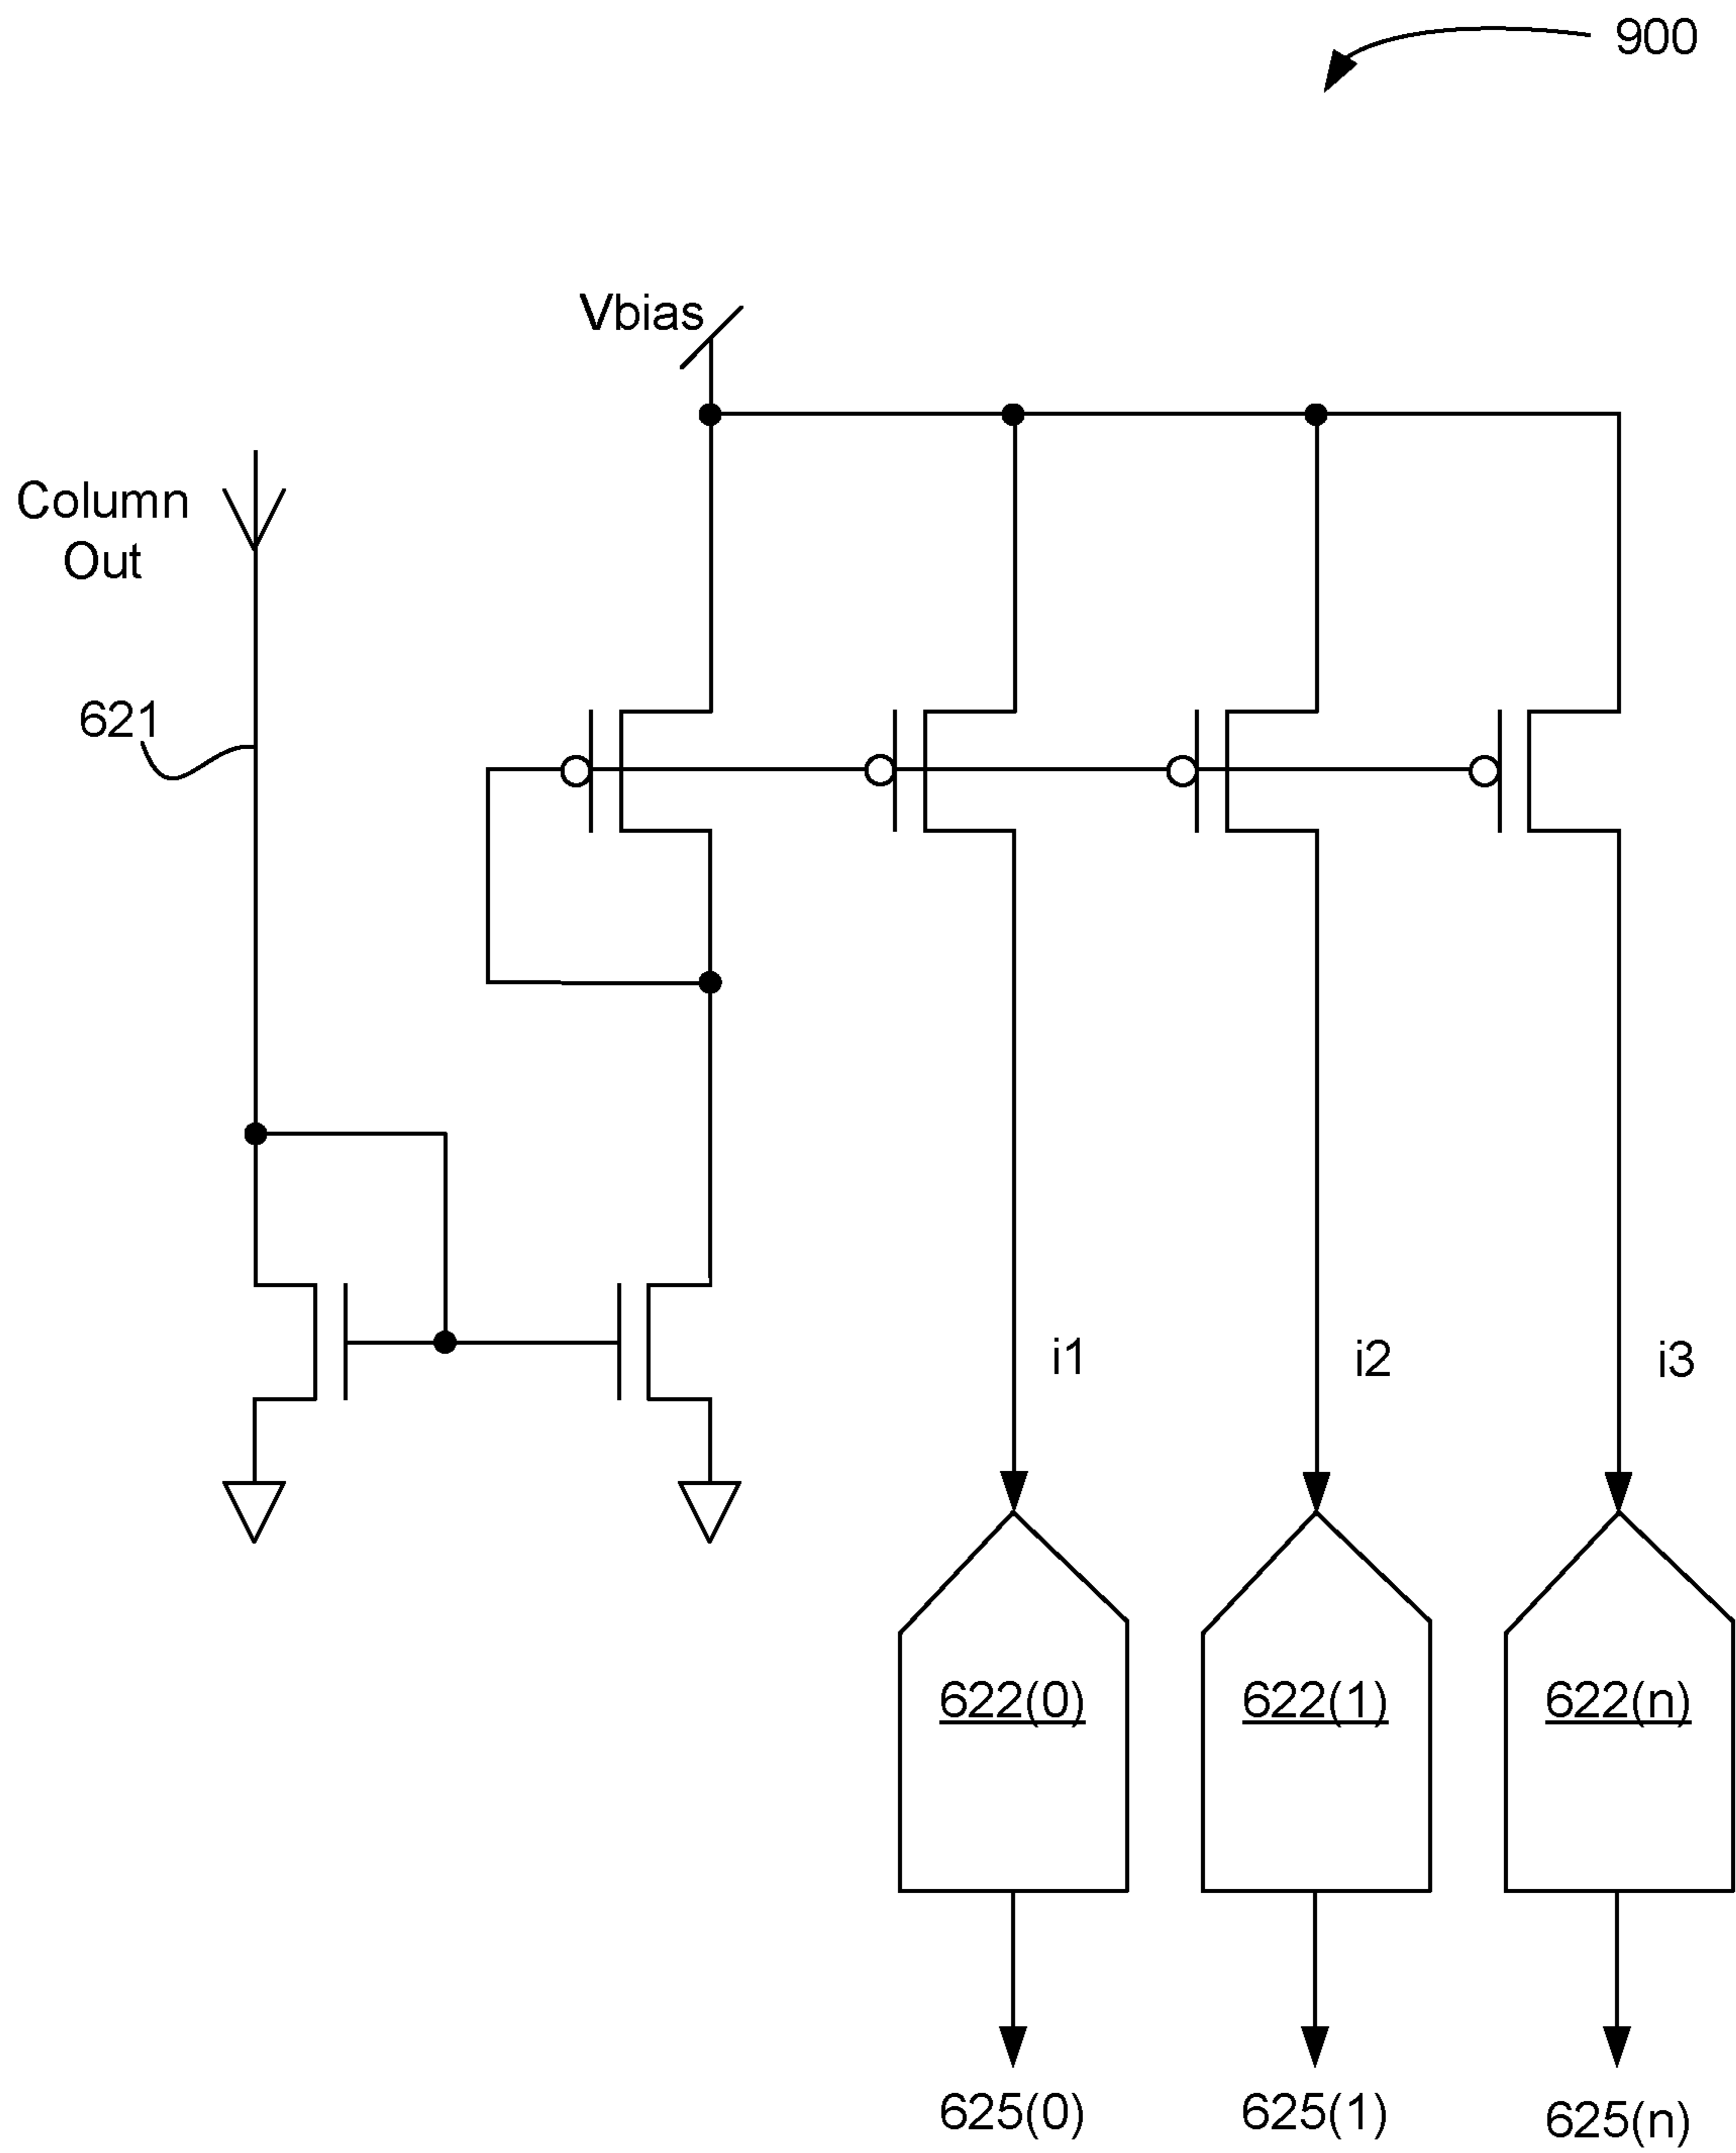 900
Vbias
Column
Out
621
i1
i2
i3
622(0)
622(1)
622(n)
625(0)
625(1)
625(n)